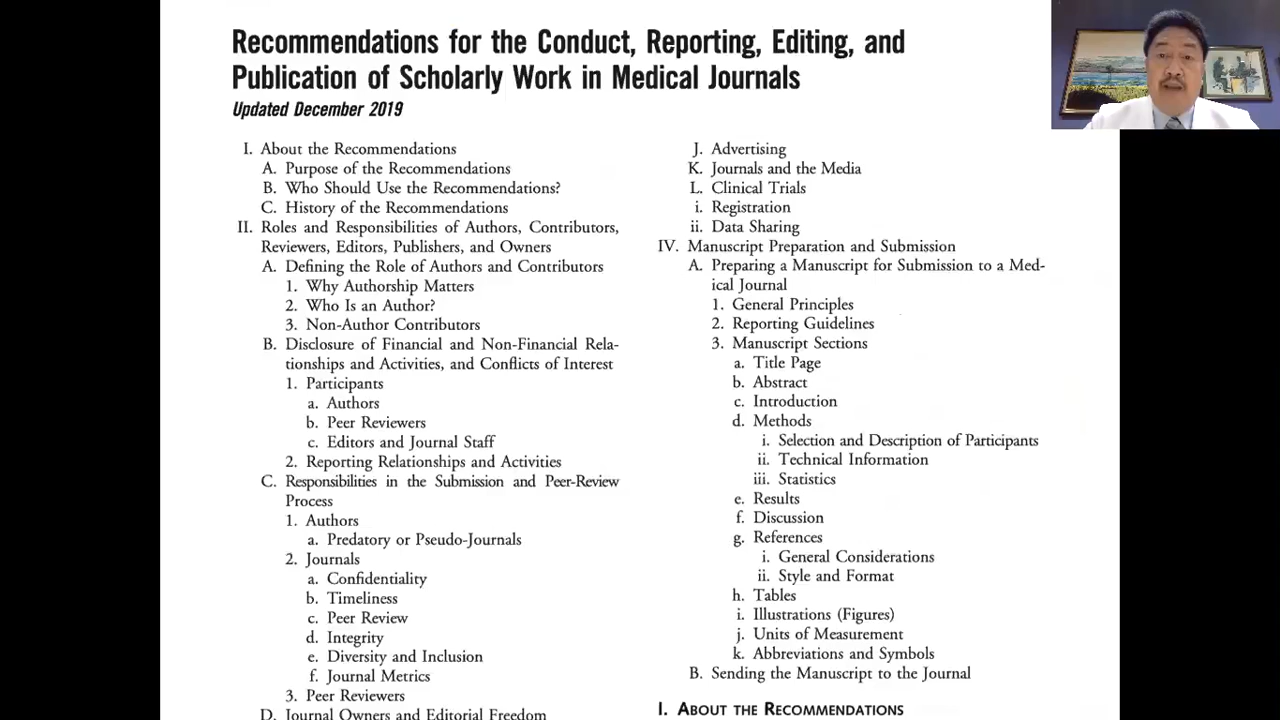 Recommendations for the Conduct, Reporting, Editing, and
Publication of Scholarly Work in Medical Journals
Updated December 2019
I. About the Recommendations
A. Purpose of the Recommendations
B. Who Should Use the Recommendations?
C. History of the Recommendations
II. Roles and Responsibilities of Authors, Contributors,
Reviewers, Editors, Publishers, and Owners
A. Defining the Role of Authors and Contributors
1. Why Authorship Matters
2. Who Is an Author?
3. Non-Author Contributors
B. Disclosure of Financial and Non-Financial Rela-
tionships and Activities, and Conflicts of Interest
1. Participants
a. Authors
b. Peer Reviewers
c. Editors and Journal Staff
2. Reporting Relationships and Activities
C. Responsibilities in the Submission and Peer-Review
Process
1. Authors
a. Predatory or Pseudo-Journals
2. Journals
a. Confidentiality
b. Timeliness
c. Peer Review
d. Integrity
e. Diversity and Inclusion
f. Journal Metrics
3. Peer Reviewers
D. Journal Owners and Editorial Freedom
J. Advertising
K. Journals and the Media
L. Clinical Trials
i. Registration
ii. Data Sharing
IV. Manuscript Preparation and Submission
A. Preparing a Manuscript for Submission to a Med-
ical Journal
1. General Principles
2. Reporting Guidelines
3. Manuscript Sections
a. Title Page
b. Abstract
c. Introduction
d. Methods
i. Selection and Description of Participants
ii. Technical Information
iii. Statistics
e. Results
f. Discussion
g. References
i. General Considerations
ii. Style and Format
h. Tables
i. Illustrations (Figures)
j. Units of Measurement
k. Abbreviations and Symbols
B. Sending the Manuscript to the Journal
I. ABOUT THE RECOMMENDATIONS